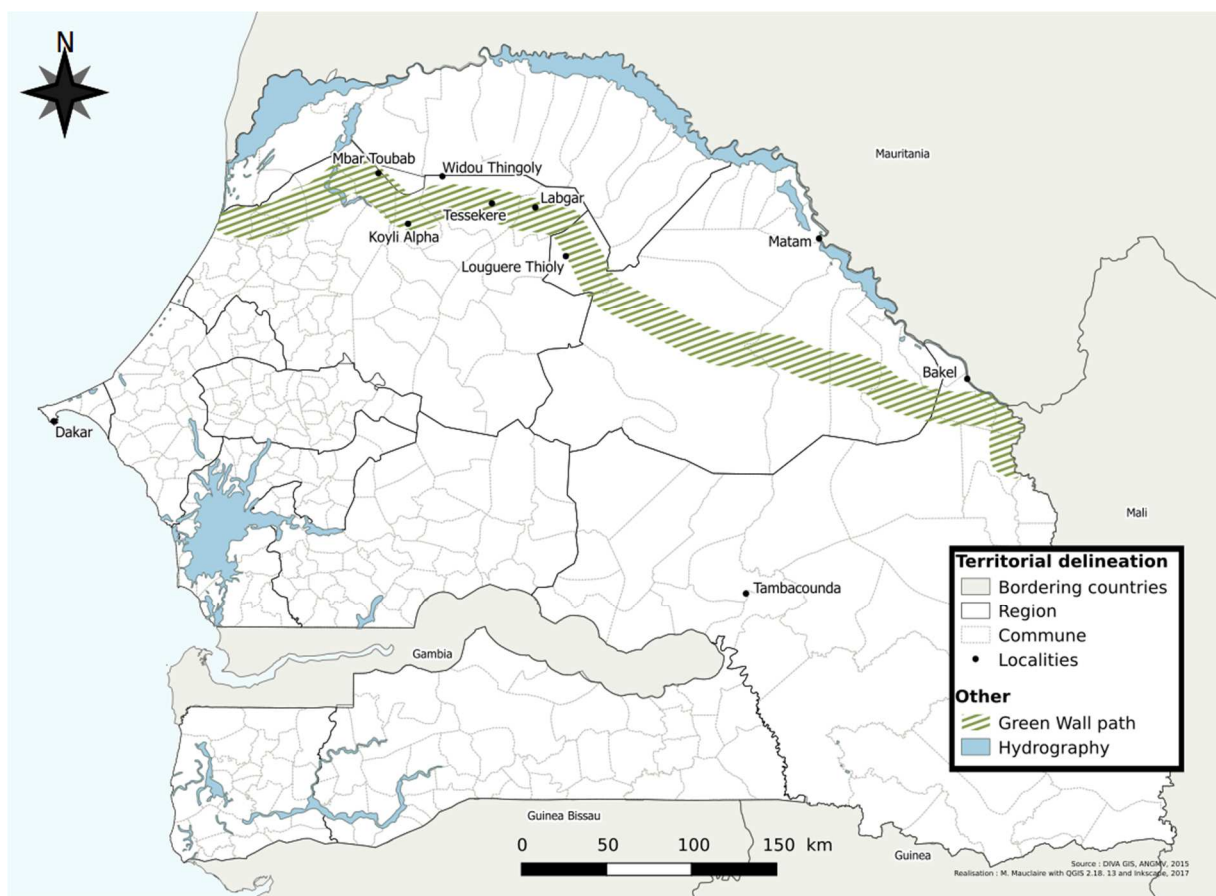 N
Mauritania
Mbar Toubab
Widou Thingoly
Tessekere
Labgar
Koyli Alpha
Matam
Louguere Thioly
Bakel
Dakar
Mali
Tambacounda
Gambia
Guinea Bissau
Guinea
Territorial delineation
Bordering countries
Region
Commune
Localities
Other
Green Wall path
Hydrography
0 50 100 150 km
Source : DIVA GIS, ANGMV, 2015
Realisation : M. Mauclaire with QGIS 2.18. 13 and Inkscape, 2017